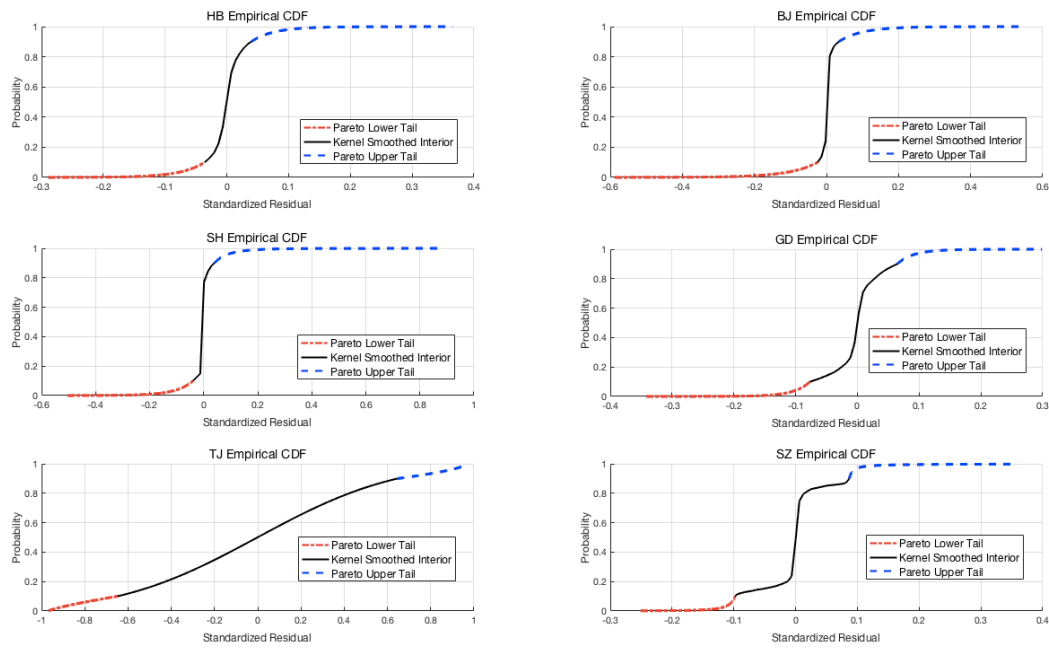 HB Empirical CDF
1
0.8
0.6
0.4
0.2
0
Probability
Pareto Lower Tail
Kernel Smoothed Interior
Pareto Upper Tail
-0.3 -0.2 -0.1 0 0.1 0.2 0.3 0.4
Standardized Residual
BJ Empirical CDF
1
0.8
0.6
0.4
0.2
0
Probability
Pareto Lower Tail
Kernel Smoothed Interior
Pareto Upper Tail
-0.6 -0.4 -0.2 0 0.2 0.4 0.6
Standardized Residual
SH Empirical CDF
1
0.8
0.6
0.4
0.2
0
Probability
Pareto Lower Tail
Kernel Smoothed Interior
Pareto Upper Tail
-0.6 -0.4 -0.2 0 0.2 0.4 0.6 0.8 1
Standardized Residual
GD Empirical CDF
1
0.8
0.6
0.4
0.2
0
Probability
Pareto Lower Tail
Kernel Smoothed Interior
Pareto Upper Tail
-0.4 -0.3 -0.2 -0.1 0 0.1 0.2 0.3
Standardized Residual
TJ Empirical CDF
1
0.8
0.6
0.4
0.2
0
Probability
Pareto Lower Tail
Kernel Smoothed Interior
Pareto Upper Tail
-1 -0.8 -0.6 -0.4 -0.2 0 0.2 0.4 0.6 0.8 1
Standardized Residual
SZ Empirical CDF
1
0.8
0.6
0.4
0.2
0
Probability
Pareto Lower Tail
Kernel Smoothed Interior
Pareto Upper Tail
-0.3 -0.2 -0.1 0 0.1 0.2 0.3 0.4
Standardized Residual